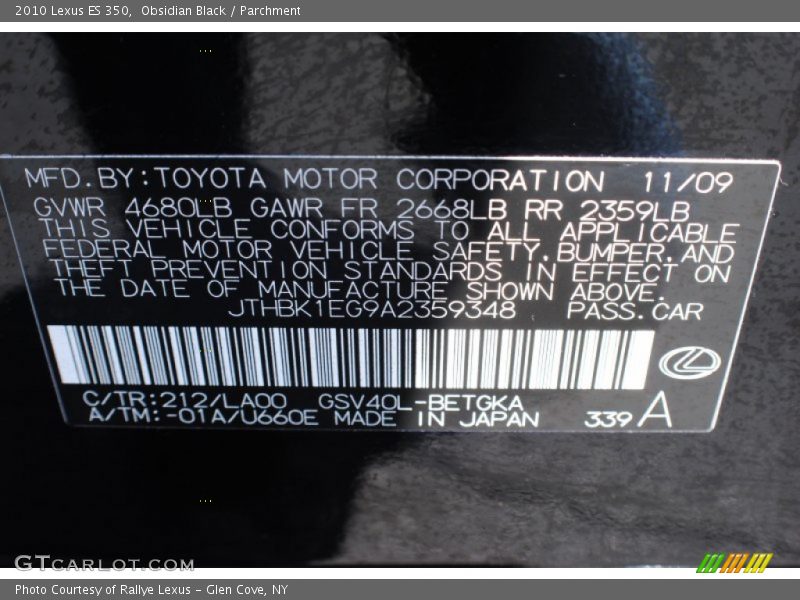 2010 Lexus ES 350,  Obsidian Black / Parchment
MFD.BY:TOYOTA MOTOR CORPORATION 11/09
GVWR 4680LB GAWR FR 2668LB RR 2359LB
THIS VEHICLE CONFORMS TO ALL APPLICABLE
FEDERAL MOTOR VEHICLE SAFETY,BUMPER,AND
THEFT PREVENTION STANDARDS IN EFFECT ON
THE DATE OF MANUFACTURE SHOWN ABOVE.
JTHBK1EG9A2359348 PASS.CAR
C/TR:212/LA00 GSV40L-BETGKA
A/TM:-01A/U660E MADE IN JAPAN 339 A
GTCARLOT.COM
Photo Courtesy of Rallye Lexus - Glen Cove, NY